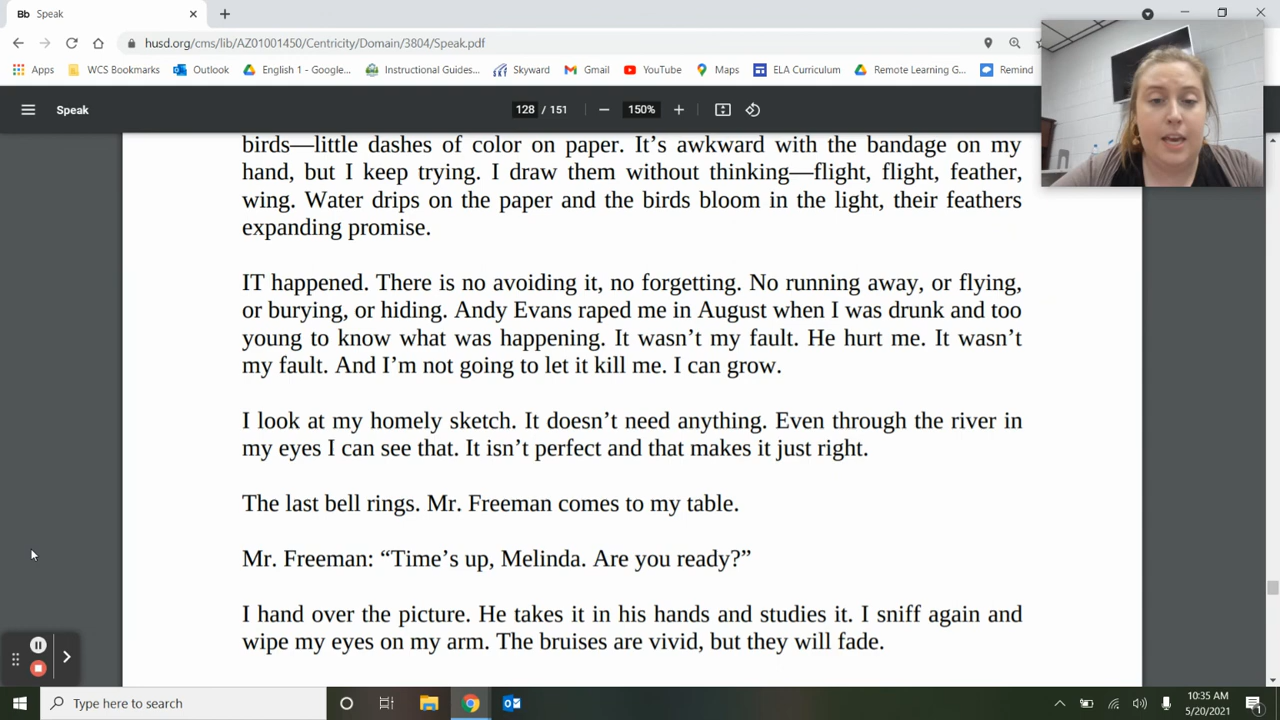 Bb Speak
husd.org/cms/lib/AZ01001450/Centricity/Domain/3804/Speak.pdf
Apps WCS Bookmarks Outlook English 1 - Google... Instructional Guides... Skyward Gmail YouTube Maps ELA Curriculum Remote Learning G... Remind
Speak 128 / 151 150%
birds—little dashes of color on paper. It’s awkward with the bandage on my
hand, but I keep trying. I draw them without thinking—flight, flight, feather,
wing. Water drips on the paper and the birds bloom in the light, their feathers
expanding promise.
IT happened. There is no avoiding it, no forgetting. No running away, or flying,
or burying, or hiding. Andy Evans raped me in August when I was drunk and too
young to know what was happening. It wasn’t my fault. He hurt me. It wasn’t
my fault. And I’m not going to let it kill me. I can grow.
I look at my homely sketch. It doesn’t need anything. Even through the river in
my eyes I can see that. It isn’t perfect and that makes it just right.
The last bell rings. Mr. Freeman comes to my table.
Mr. Freeman: “Time’s up, Melinda. Are you ready?”
I hand over the picture. He takes it in his hands and studies it. I sniff again and
wipe my eyes on my arm. The bruises are vivid, but they will fade.
Type here to search
10:35 AM
5/20/2021
1